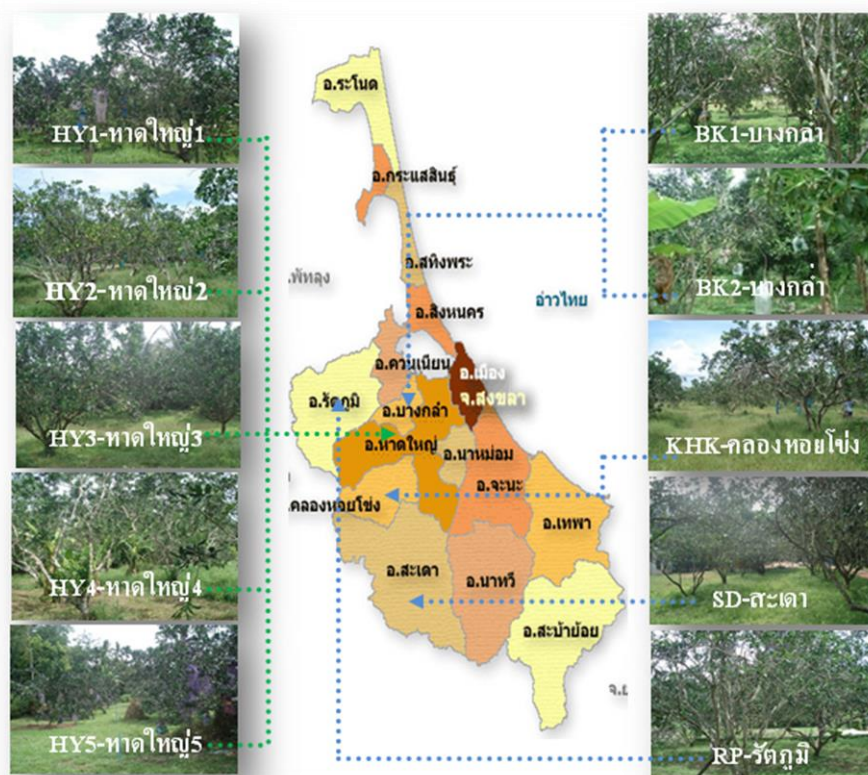 HY1-หาดใหญ่1
HY2-หาดใหญ่2
HY3-หาดใหญ่3
HY4-หาดใหญ่4
HY5-หาดใหญ่5
อ.ระโนด
อ.กระแสสินธุ์
อ.สทิงพระ
.พัทลุง
อ่าวไทย
อ.สิงหนคร
อ.ควนเนียน
อ.เมือง
จ.สงขลา
อ.รัตภูมิ
อ.บางกล่ำ
อ.หาดใหญ่
อ.นาหม่อม
อ.จะนะ
.คลองหอยโข่ง
อ.เทพา
อ.สะเดา
อ.นาทวี
อ.สะบ้าย้อย
BK1-บางกล่ำ
BK2-บางกล่ำ
KHK-คลองหอยโข่ง
SD-สะเดา
RP-รัตภูมิ